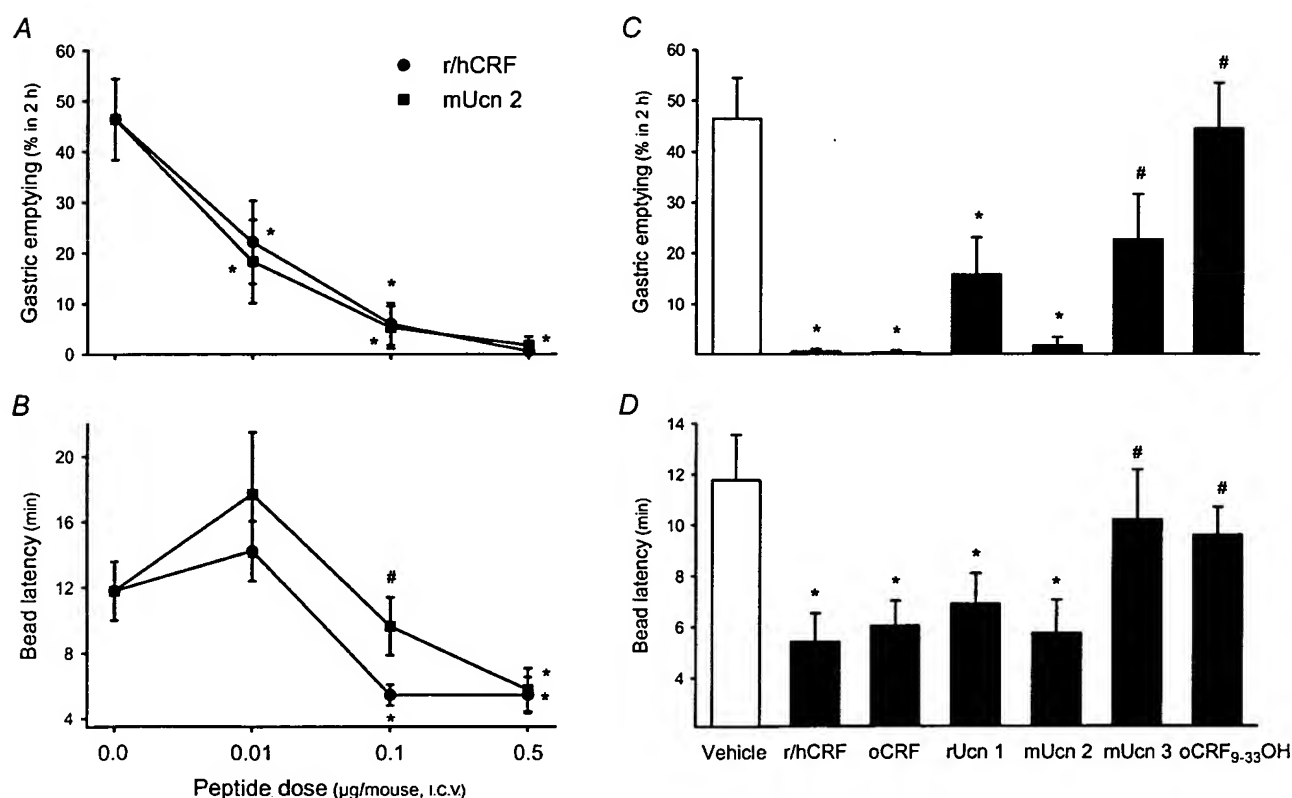 A
Gastric emptying (% in 2 h)
60
50
40
30
20
10
0
r/hCRF
mUcn 2
*
*
*
*
*
B
Bead latency (min)
20
16
12
8
4
#
*
*
*
0.0 0.01 0.1 0.5
Peptide dose (µg/mouse, I.C.V.)
C
Gastric emptying (% in 2 h)
60
50
40
30
20
10
* * * * # #
D
Bead latency (min)
14
12
10
8
6
4
* * * * # #
Vehicle r/hCRF oCRF rUcn 1 mUcn 2 mUcn 3 oCRF9-33OH